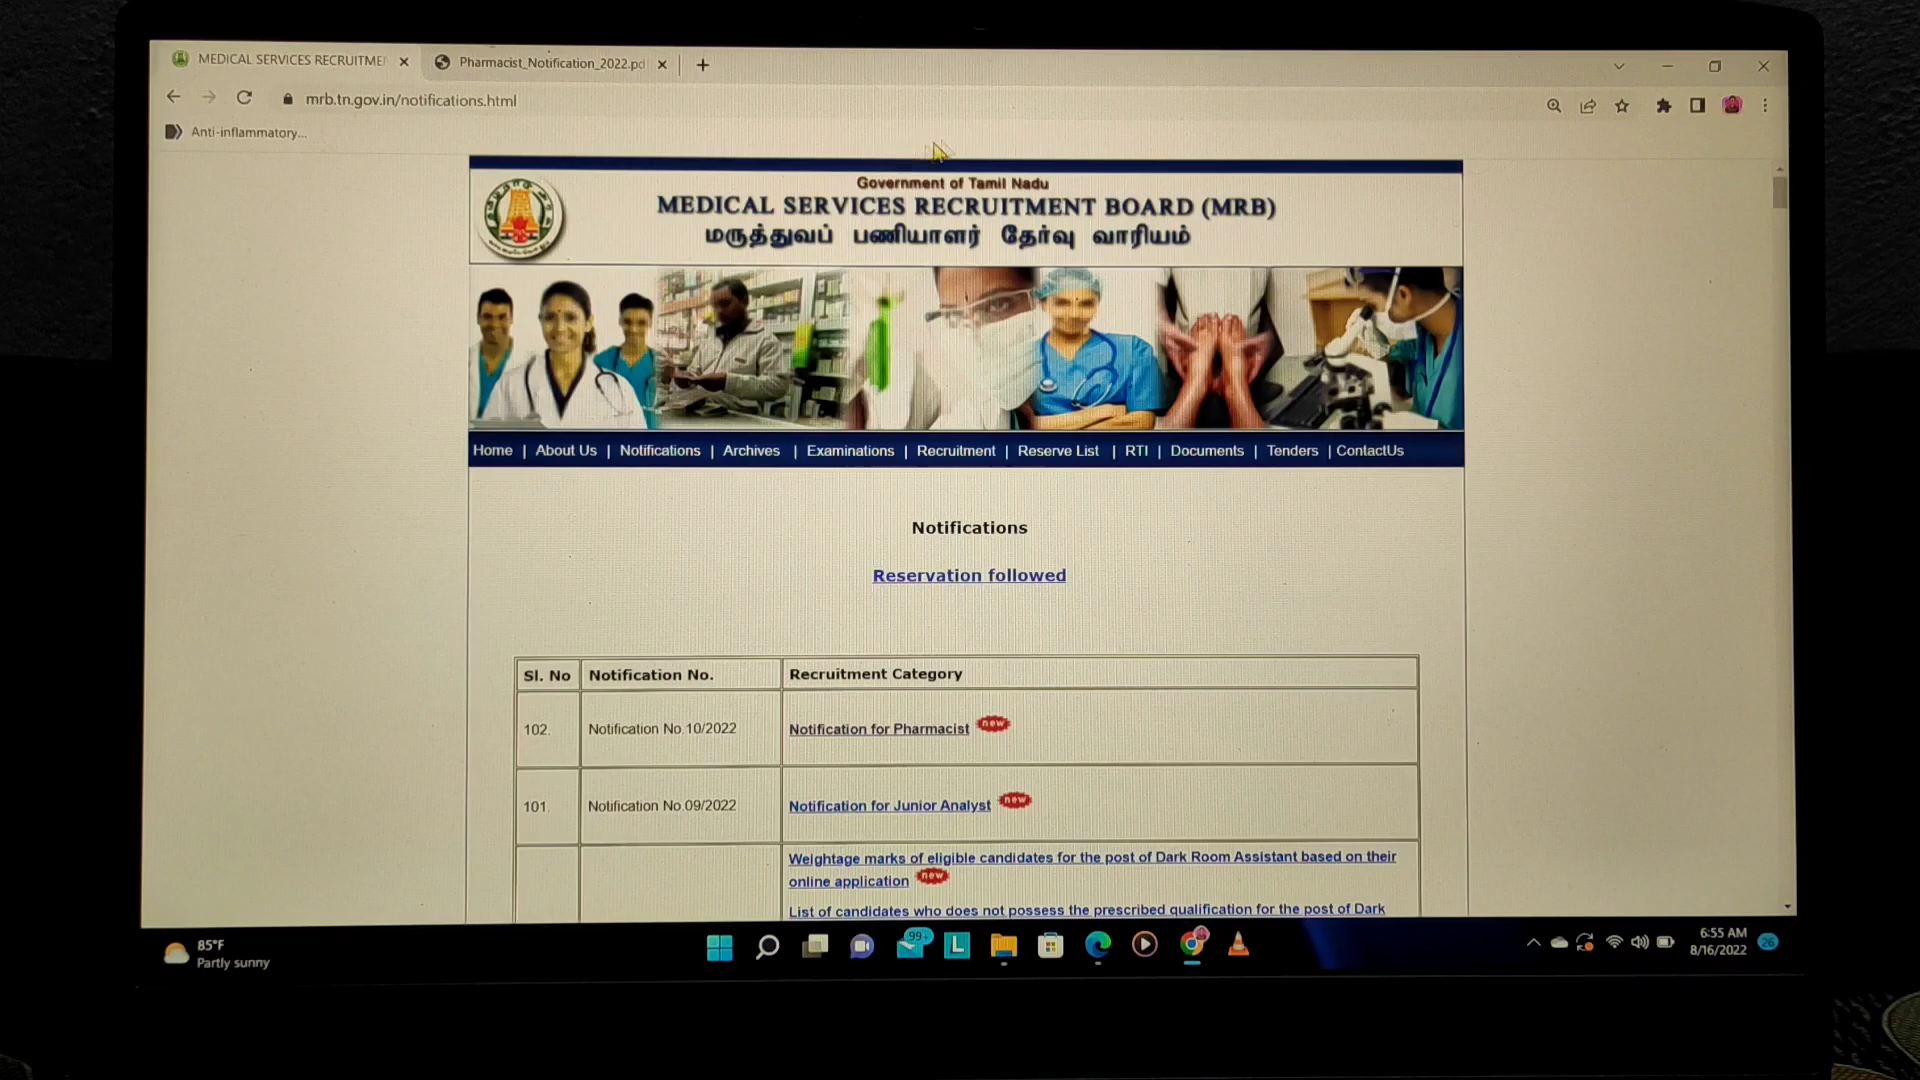 MEDICAL SERVICES RECRUITME
Pharmacist_Notification_2022.pd
mrb.tn.gov.in/notifications.html
Anti-inflammatory...
Government of Tamil Nadu
MEDICAL SERVICES RECRUITMENT BOARD (MRB)
மருத்துவப் பணியாளர் தேர்வு வாரியம்
Home | About Us | Notifications | Archives | Examinations | Recruitment | Reserve List | RTI | Documents | Tenders | ContactUs
Notifications
Reservation followed
Sl. No Notification No. Recruitment Category
102. Notification No.10/2022 Notification for Pharmacist new
101. Notification No.09/2022 Notification for Junior Analyst new
Weightage marks of eligible candidates for the post of Dark Room Assistant based on their
online application new
List of candidates who does not possess the prescribed qualification for the post of Dark
85°F
Partly sunny
99+
L
6:55 AM
8/16/2022
26